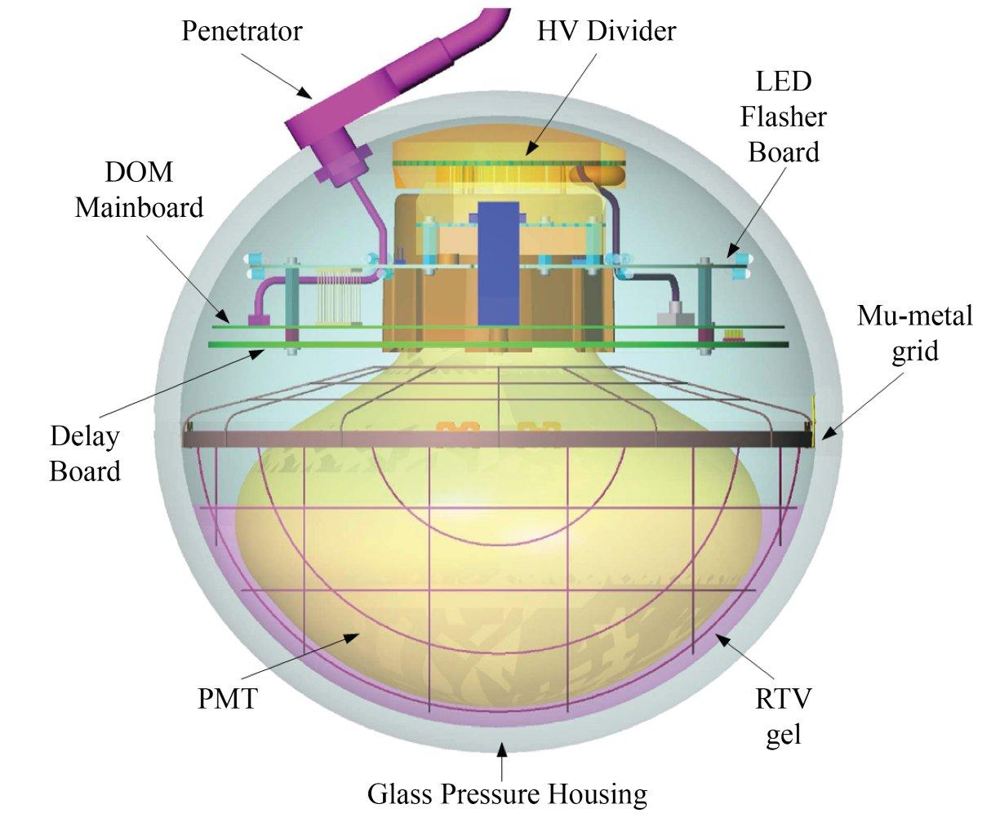 Penetrator
HV Divider
LED
Flasher
Board
DOM
Mainboard
Mu-metal
grid
Delay
Board
PMT
RTV
gel
Glass Pressure Housing